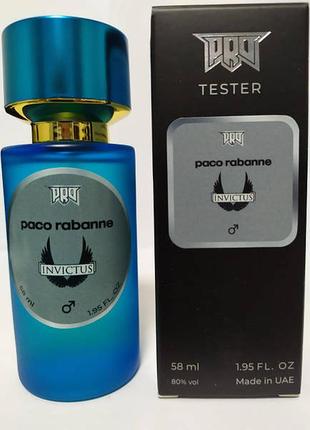 PRO
paco rabanne
INVICTUS
♂
58 ml
1.95 FL. OZ
PRO
TESTER
paco rabanne
INVICTUS
♂
58 ml 1.95 FL. OZ
80% vol Made in UAE